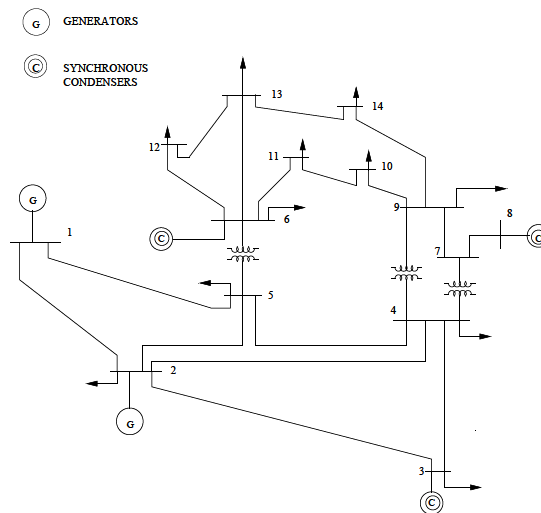 G GENERATORS
C SYNCHRONOUS
CONDENSERS
13
14
12
11
10
G
9
8
1
6
C
C
7
5
4
2
G
3
C